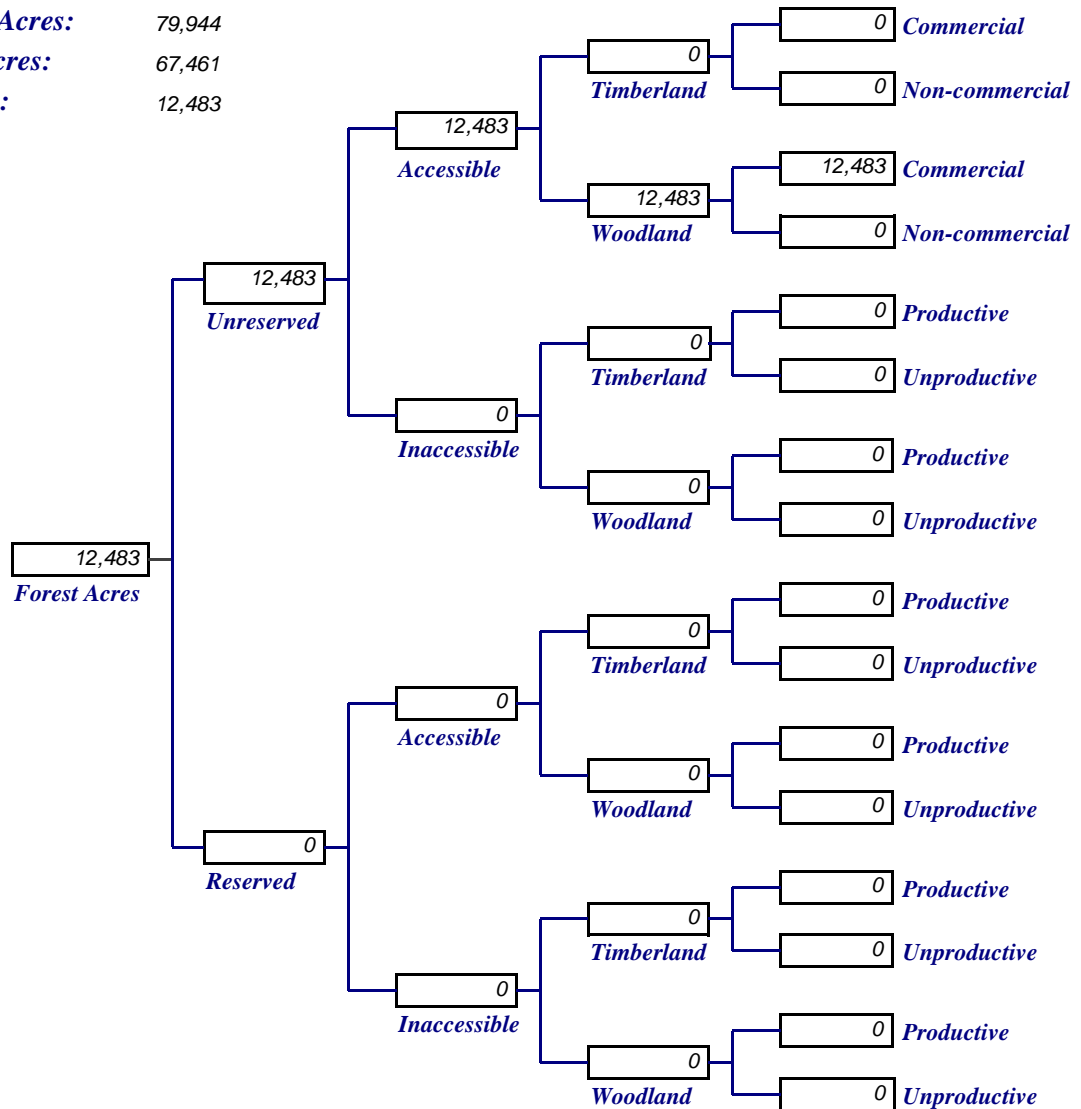 Acres: 79,944
cres: 67,461
: 12,483
0 Commercial
0
Timberland
0 Non-commercial
12,483
Accessible
12,483 Commercial
12,483
Woodland
0 Non-commercial
12,483
Unreserved
0 Productive
0
Timberland
0 Unproductive
0
Inaccessible
0 Productive
0
Woodland
0 Unproductive
12,483
Forest Acres
0 Productive
0
Timberland
0 Unproductive
0
Accessible
0 Productive
0
Woodland
0 Unproductive
0
Reserved
0 Productive
0
Timberland
0 Unproductive
0
Inaccessible
0 Productive
0
Woodland
0 Unproductive